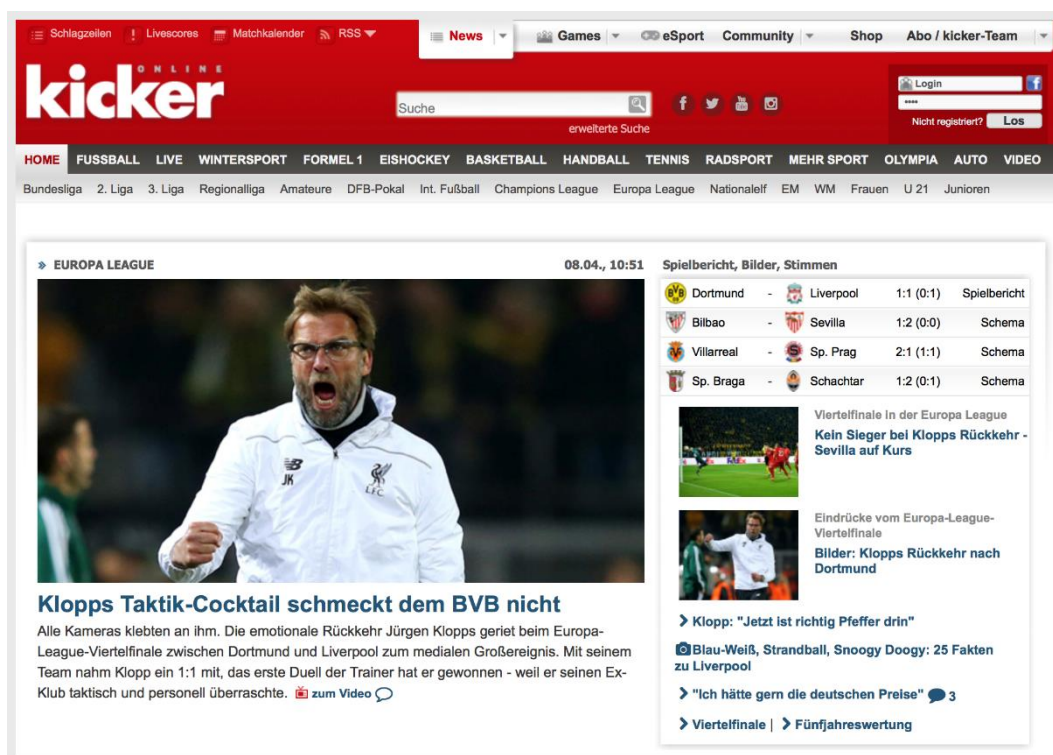 Schlagzeilen ! Livescores Matchkalender RSS News Games eSport Community Shop Abo / kicker-Team
ONLINE
kicker
Suche
erweiterte Suche
Login
Nicht registriert? Los
HOME FUSSBALL LIVE WINTERSPORT FORMEL 1 EISHOCKEY BASKETBALL HANDBALL TENNIS RADSPORT MEHR SPORT OLYMPIA AUTO VIDEO
Bundesliga 2. Liga 3. Liga Regionalliga Amateure DFB-Pokal Int. Fußball Champions League Europa League Nationalelf EM WM Frauen U 21 Junioren
» EUROPA LEAGUE 08.04., 10:51
JK
L.F.C.
Klopps Taktik-Cocktail schmeckt dem BVB nicht
Alle Kameras klebten an ihm. Die emotionale Rückkehr Jürgen Klopps geriet beim Europa-
League-Viertelfinale zwischen Dortmund und Liverpool zum medialen Großereignis. Mit seinem
Team nahm Klopp ein 1:1 mit, das erste Duell der Trainer hat er gewonnen - weil er seinen Ex-
Klub taktisch und personell überraschte. zum Video
Spielbericht, Bilder, Stimmen
Dortmund - Liverpool 1:1 (0:1) Spielbericht
Bilbao - Sevilla 1:2 (0:0) Schema
Villarreal - Sp. Prag 2:1 (1:1) Schema
Sp. Braga - Schachtar 1:2 (0:1) Schema
Viertelfinale in der Europa League
Kein Sieger bei Klopps Rückkehr -
Sevilla auf Kurs
Eindrücke vom Europa-League-
Viertelfinale
Bilder: Klopps Rückkehr nach
Dortmund
Klopp: "Jetzt ist richtig Pfeffer drin"
Blau-Weiß, Strandball, Snoogy Doogy: 25 Fakten
zu Liverpool
"Ich hätte gern die deutschen Preise" 3
Viertelfinale | Fünfjahreswertung